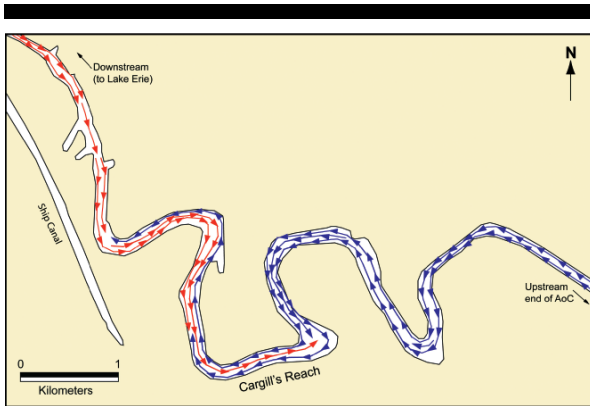 Downstream
(to Lake Erie)
N
Ship Canal
Upstream
end of AoC
0 1
Kilometers
Cargill's Reach